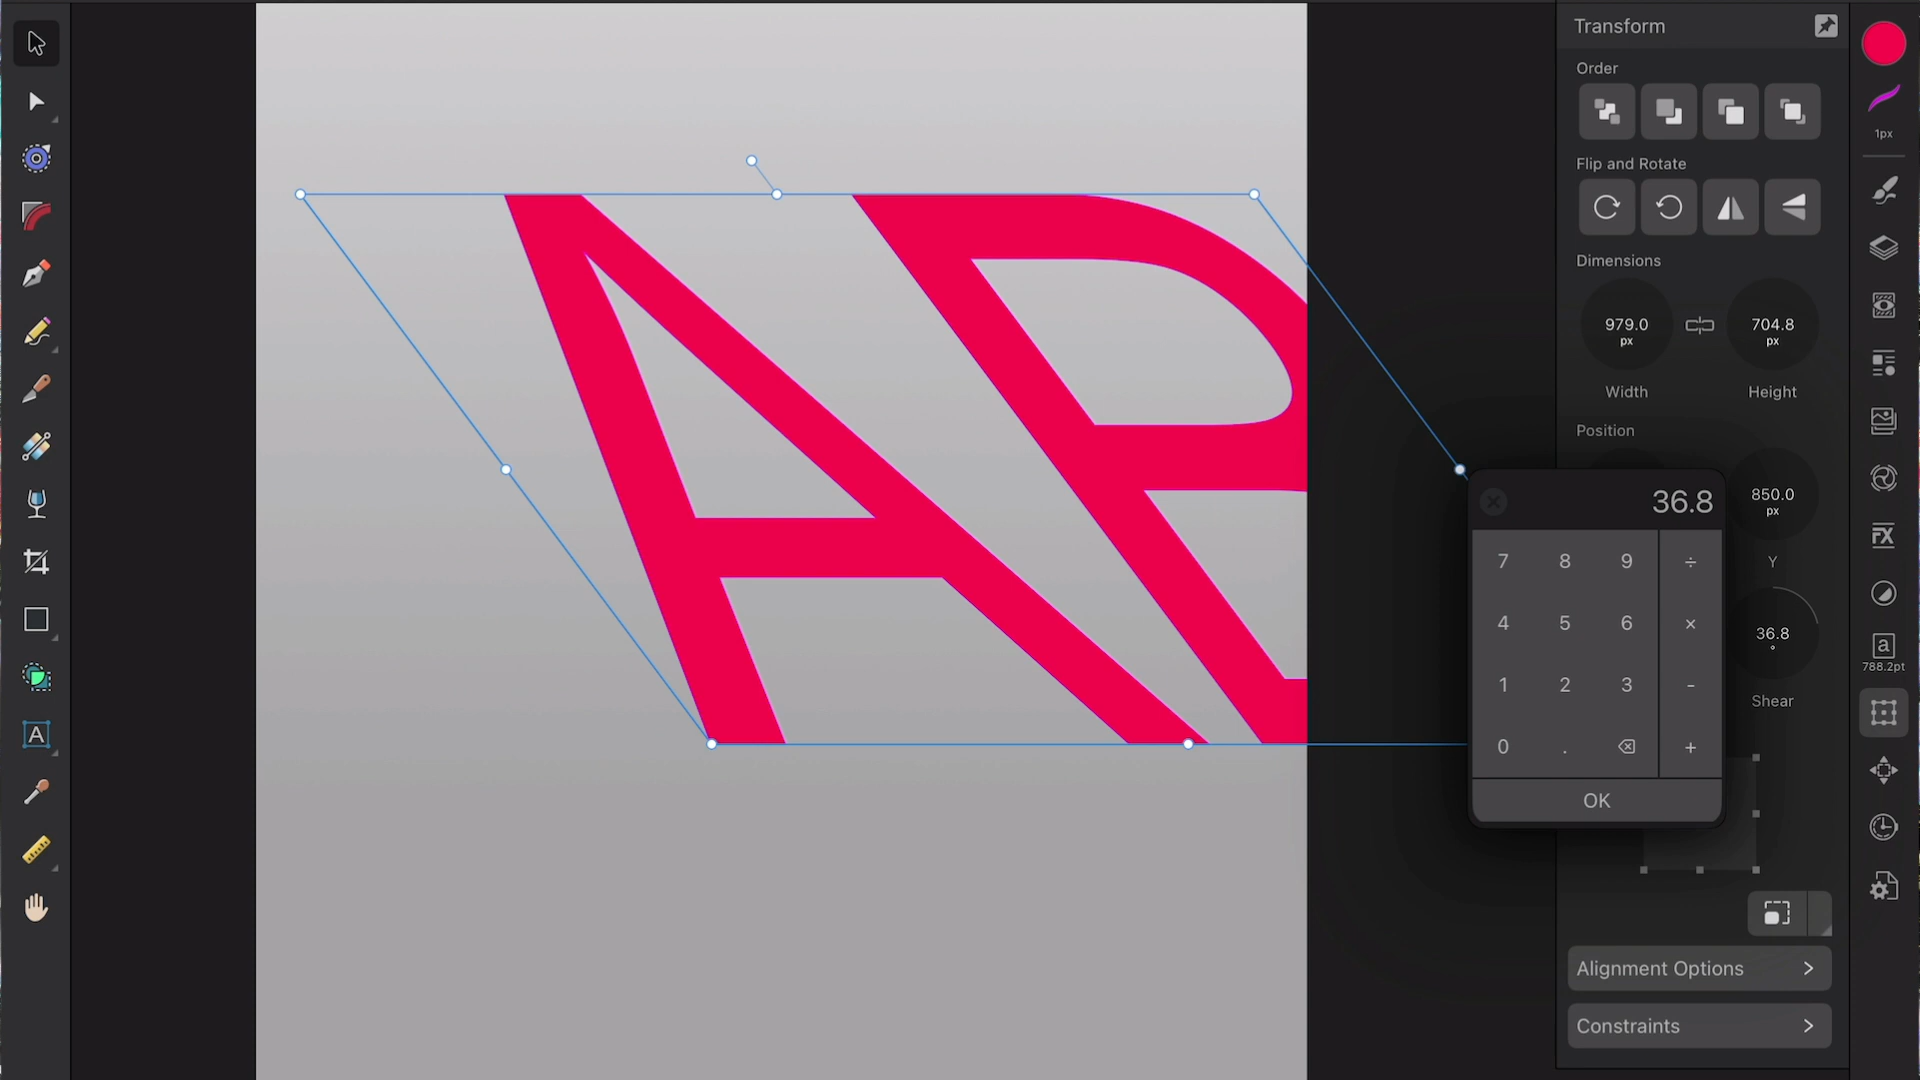 Transform
Order
Flip and Rotate
Dimensions
979.0
px
704.8
px
Width
Height
Position
850.0
px
Y
36.8
°
Shear
36.8
7 8 9 ÷
4 5 6 ×
1 2 3 -
0 . +
OK
Alignment Options
Constraints
1px
FX
a
788.2pt
A
A